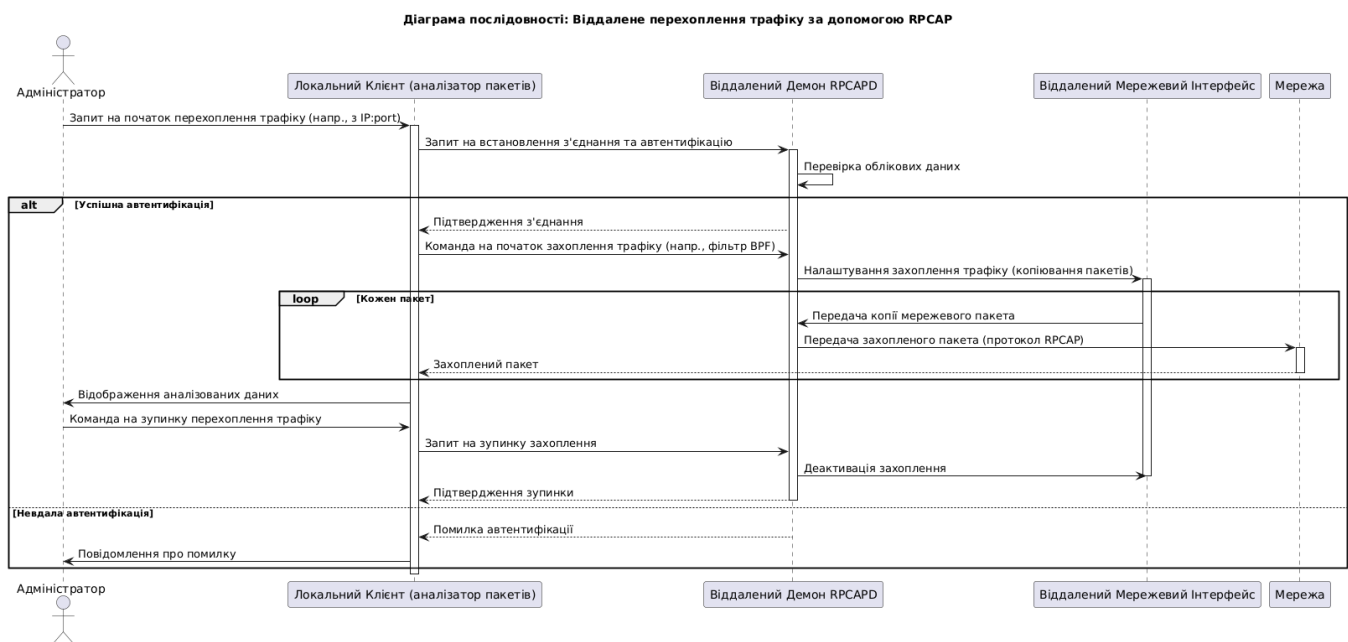 Діаграма послідовності: Віддалене перехоплення трафіку за допомогою RPCAP
Адміністратор
Локальний Клієнт (аналізатор пакетів)
Віддалений Демон RPCAPD
Віддалений Мережевий Інтерфейс
Мережа
Запит на початок перехоплення трафіку (напр., з IP:port)
Запит на встановлення з'єднання та автентифікацію
Перевірка облікових даних
alt
[Успішна автентифікація]
Підтвердження з'єднання
Команда на початок захоплення трафіку (напр., фільтр BPF)
Налаштування захоплення трафіку (копіювання пакетів)
loop
[Кожен пакет]
Передача копії мережевого пакета
Передача захопленого пакета (протокол RPCAP)
Захоплений пакет
Відображення аналізованих даних
Команда на зупинку перехоплення трафіку
Запит на зупинку захоплення
Деактивація захоплення
Підтвердження зупинки
[Невдала автентифікація]
Помилка автентифікації
Повідомлення про помилку
Адміністратор
Локальний Клієнт (аналізатор пакетів)
Віддалений Демон RPCAPD
Віддалений Мережевий Інтерфейс
Мережа